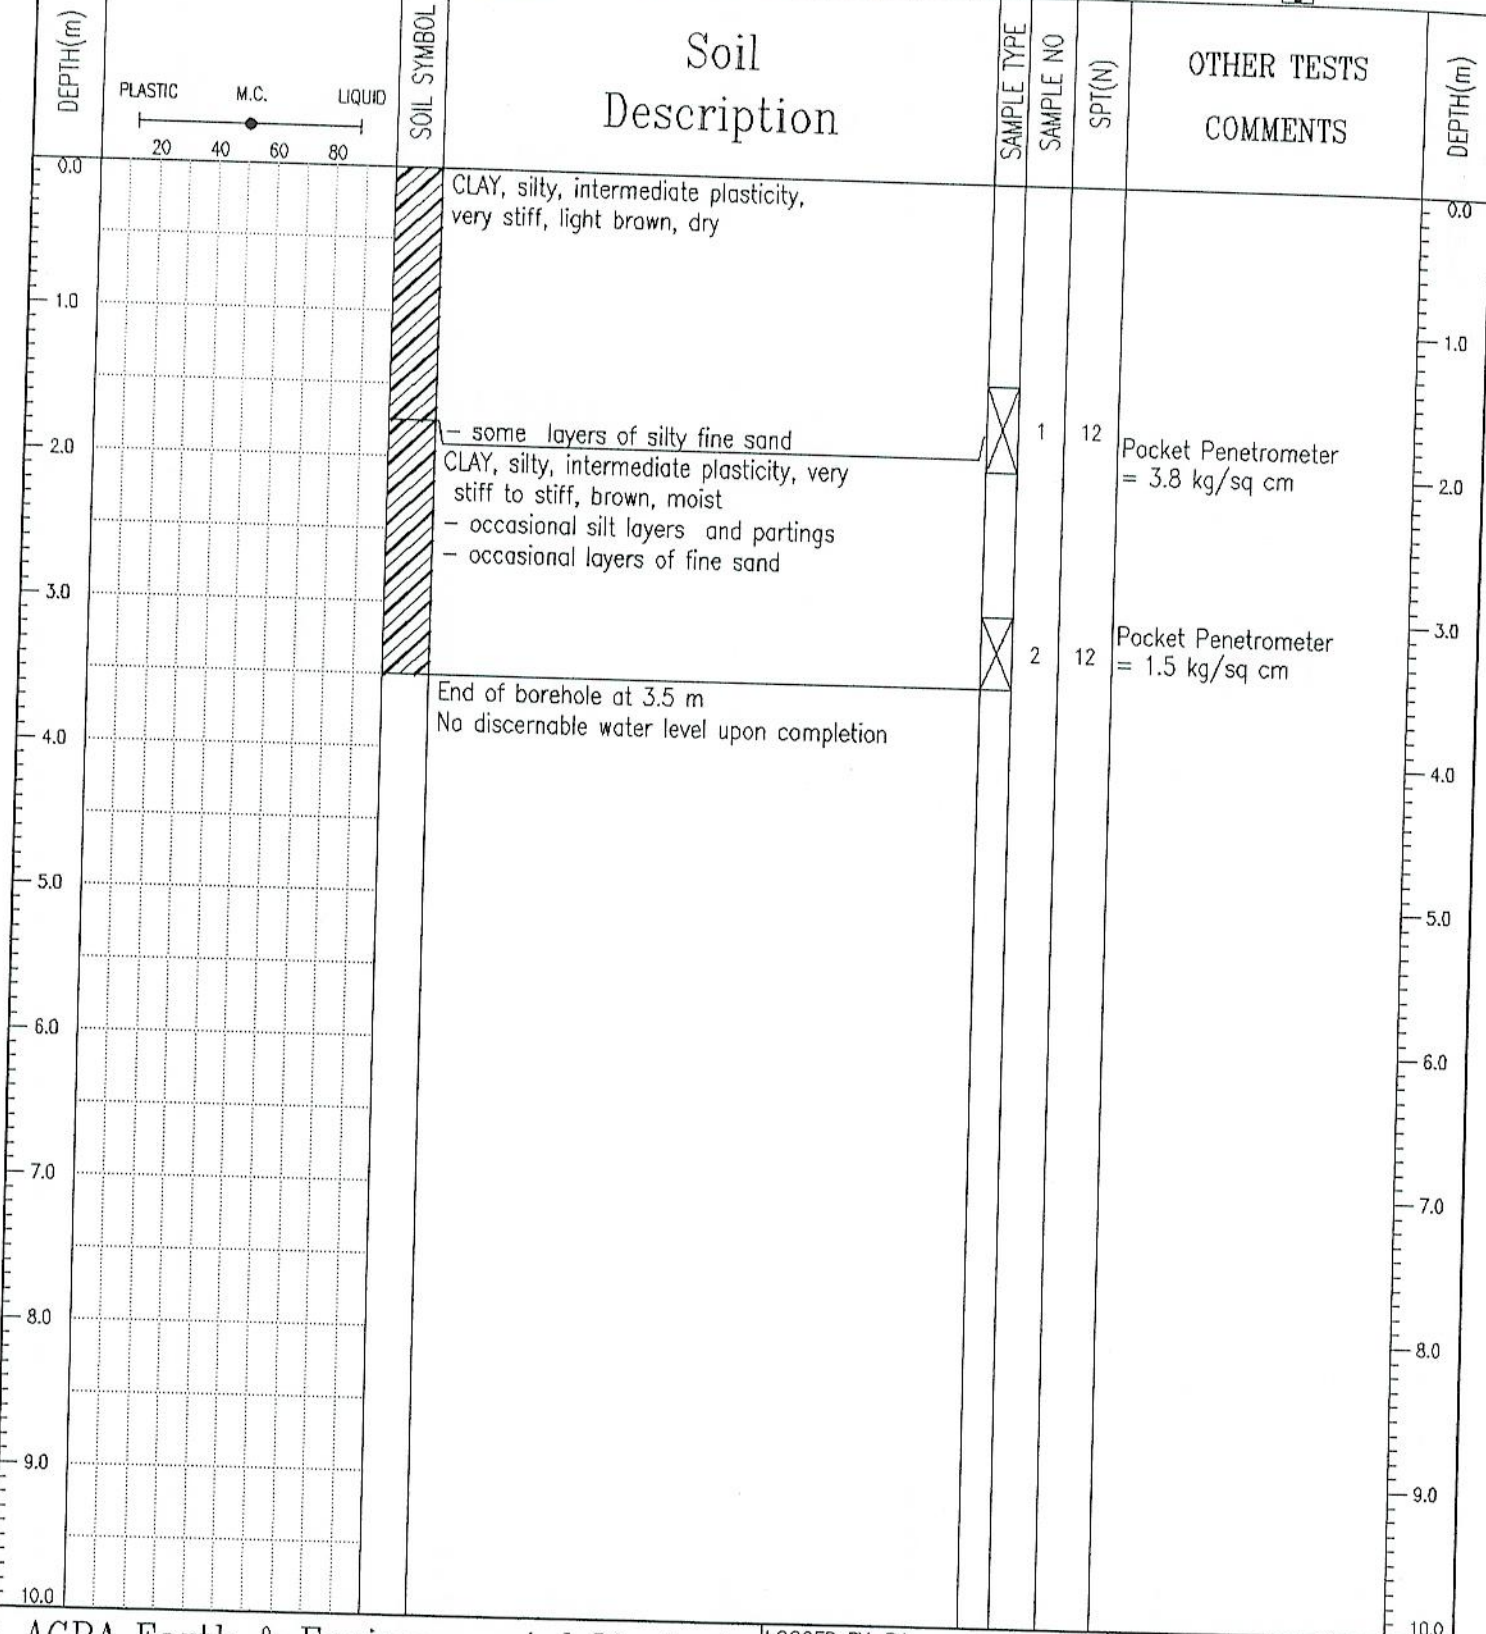 DEPTH(m)
PLASTIC M.C. LIQUID
20 40 60 80
SOIL SYMBOL
Soil
Description
SAMPLE TYPE
SAMPLE NO
SPT(N)
OTHER TESTS
COMMENTS
DEPTH(m)
0.0
1.0
2.0
3.0
4.0
5.0
6.0
7.0
8.0
9.0
10.0
CLAY, silty, intermediate plasticity,
very stiff, light brown, dry
- some layers of silty fine sand
CLAY, silty, intermediate plasticity, very
stiff to stiff, brown, moist
- occasional silt layers and partings
- occasional layers of fine sand
End of borehole at 3.5 m
No discernable water level upon completion
1 12
Pocket Penetrometer
= 3.8 kg/sq cm
2 12
Pocket Penetrometer
= 1.5 kg/sq cm
0.0
1.0
2.0
3.0
4.0
5.0
6.0
7.0
8.0
9.0
10.0